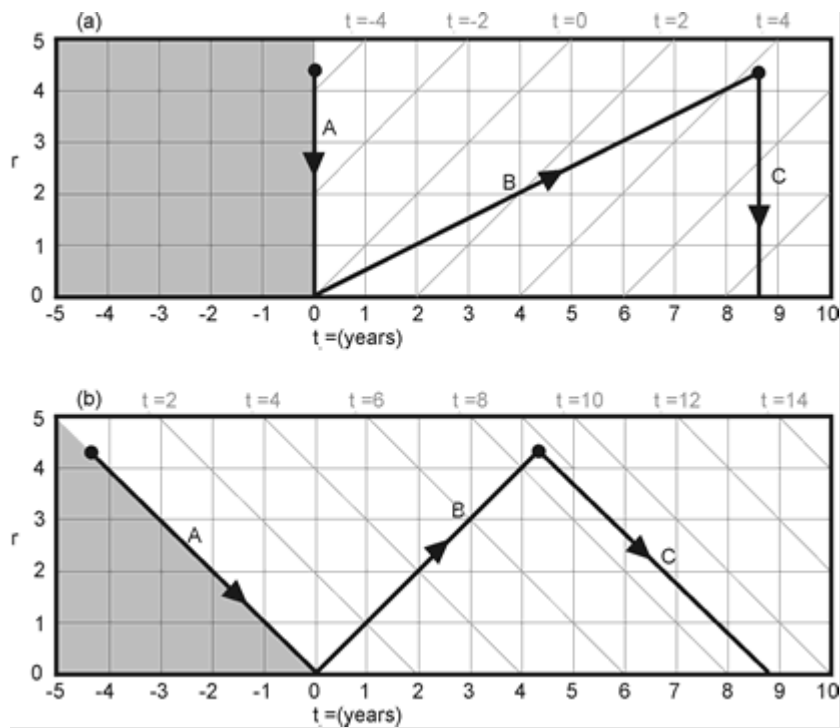 (a) t =-4 t =-2 t =0 t =2 t =4
5
4
A
3
r
B
C
2
1
0
-5 -4 -3 -2 -1 0 1 2 3 4 5 6 7 8 9 10
t =(years)
(b) t =2 t =4 t =6 t =8 t =10 t =12 t =14
5
4
A
B
3
r
C
2
1
0
-5 -4 -3 -2 -1 0 1 2 3 4 5 6 7 8 9 10
t =(years)